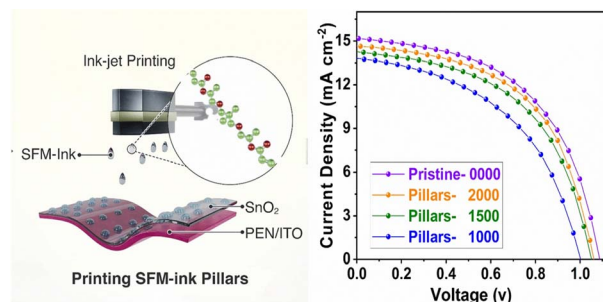 Ink-jet Printing
SFM-Ink
SnO₂
PEN/ITO
Printing SFM-ink Pillars
Current Density (mA cm⁻²)
15
12
9
6
3
0
Pristine- 0000
Pillars- 2000
Pillars- 1500
Pillars- 1000
0.0 0.2 0.4 0.6 0.8 1.0
Voltage (v)